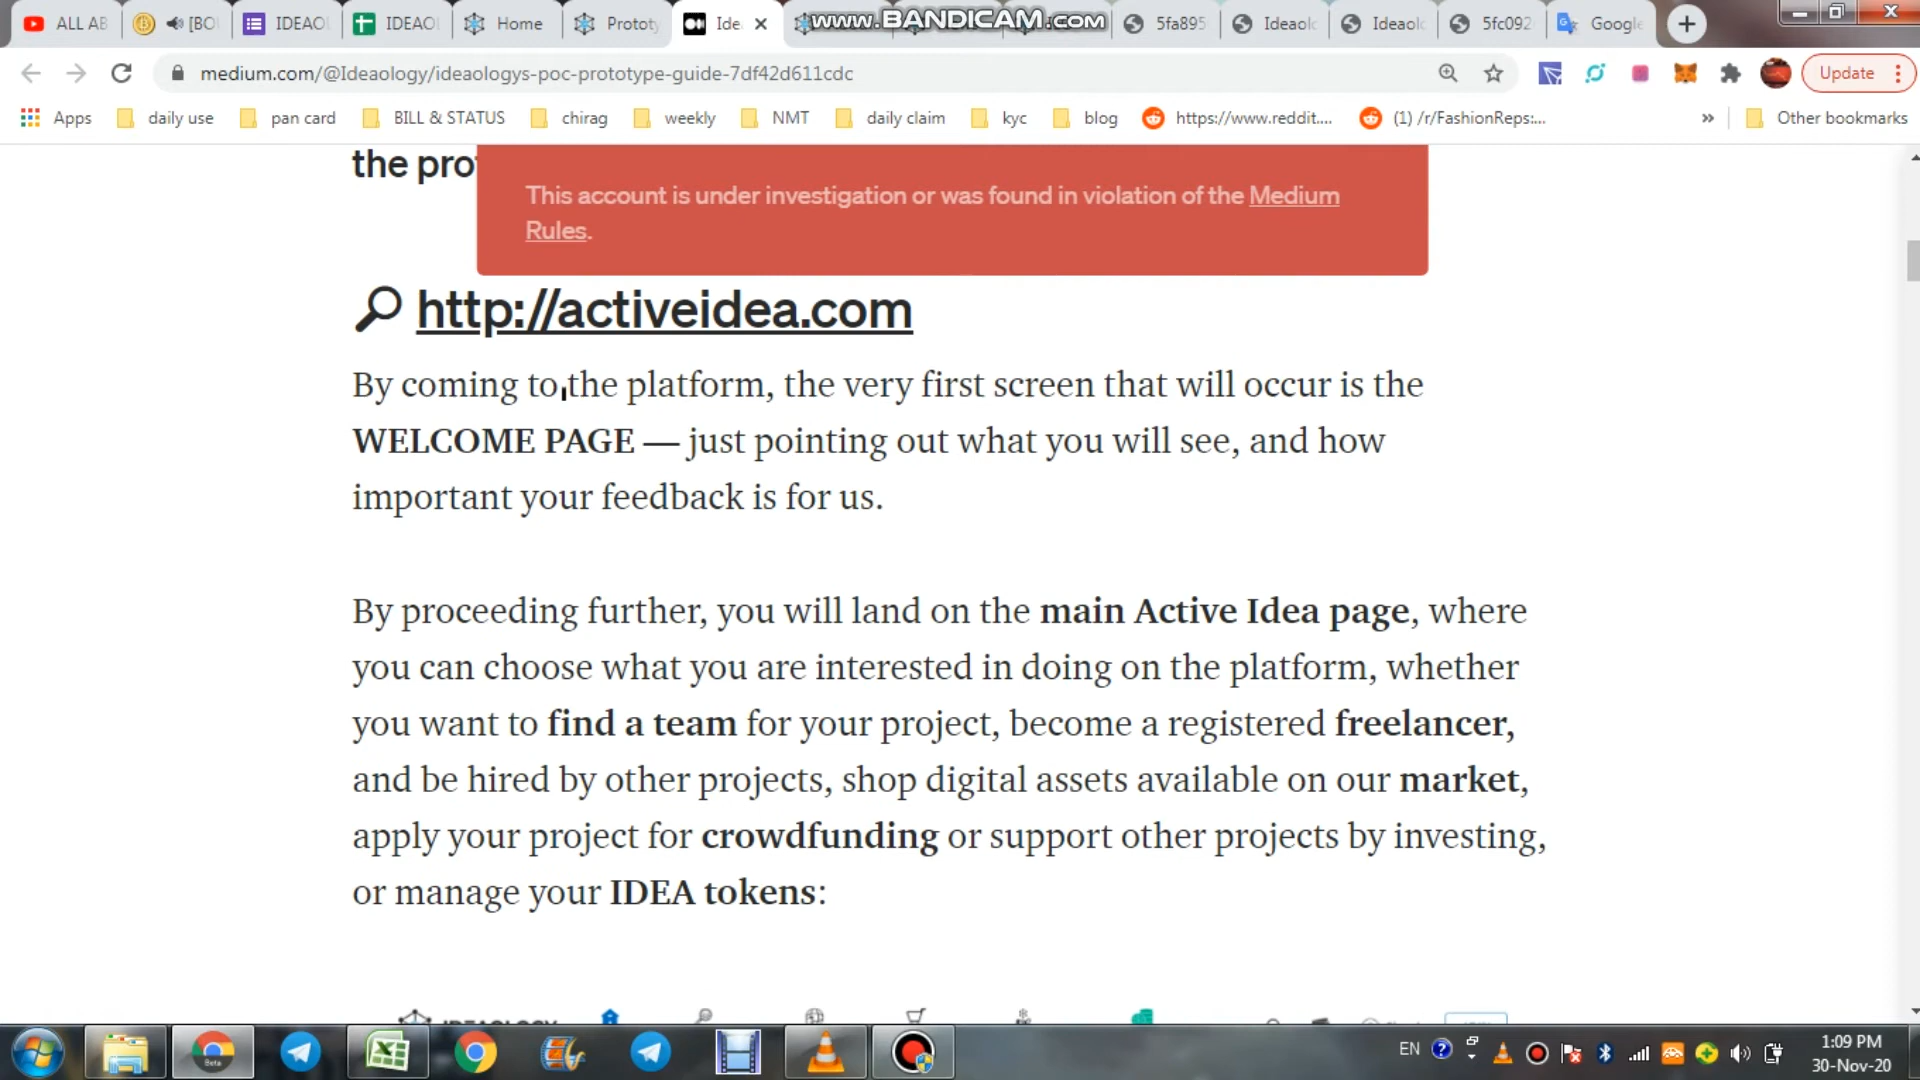 ALL AB
[BO
IDEAOL
IDEAOL
Home
Prototy
Ide
www.BANDICAM.com
5fa895
Ideaolo
Ideaolo
5fc092
Google
medium.com/@Ideaology/ideaologys-poc-prototype-guide-7df42d611cdc
Update
Apps
daily use
pan card
BILL & STATUS
chirag
weekly
NMT
daily claim
kyc
blog
https://www.reddit....
(1) /r/FashionReps:...
»
Other bookmarks
the pro
This account is under investigation or was found in violation of the Medium
Rules.
http://activeidea.com
By coming to the platform, the very first screen that will occur is the
WELCOME PAGE — just pointing out what you will see, and how
important your feedback is for us.
By proceeding further, you will land on the main Active Idea page, where
you can choose what you are interested in doing on the platform, whether
you want to find a team for your project, become a registered freelancer,
and be hired by other projects, shop digital assets available on our market,
apply your project for crowdfunding or support other projects by investing,
or manage your IDEA tokens:
IDEAOLOGY
Beta
EN
1:09 PM
30-Nov-20